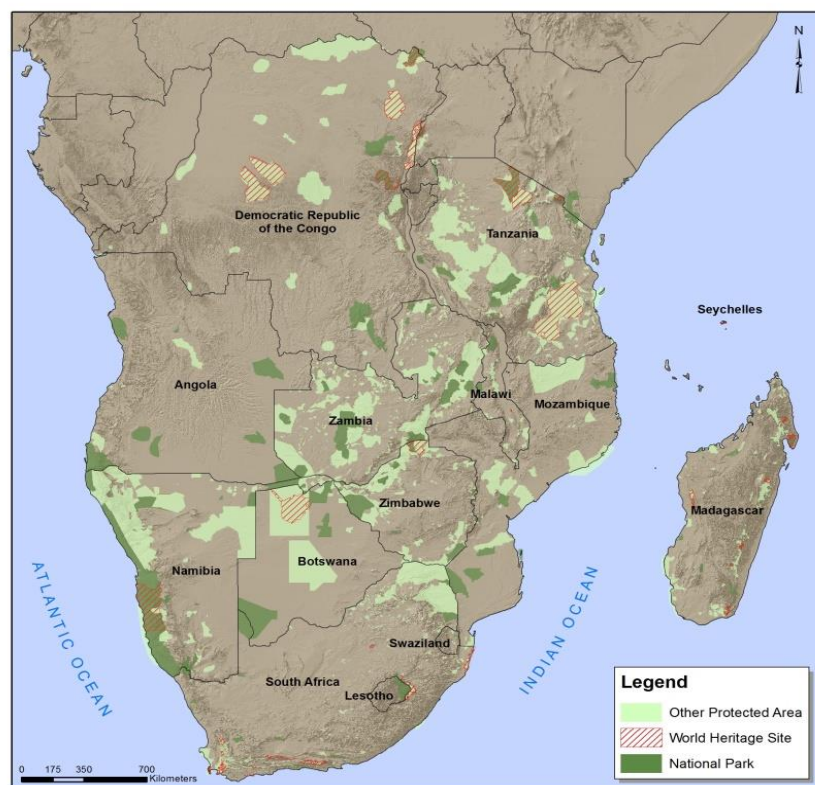 N
Democratic Republic
of the Congo
Tanzania
Seychelles
Angola
Malawi
Mozambique
Zambia
Zimbabwe
Madagascar
Namibia
Botswana
ATLANTIC OCEAN
INDIAN OCEAN
Swaziland
South Africa
Lesotho
Legend
Other Protected Area
World Heritage Site
National Park
0 175 350 700
Kilometers